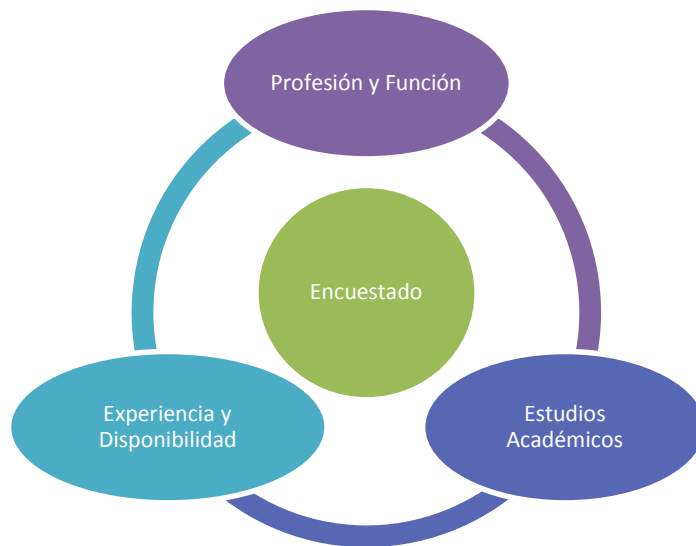 Profesión y Función
Encuestado
Experiencia y
Disponibilidad
Estudios
Académicos